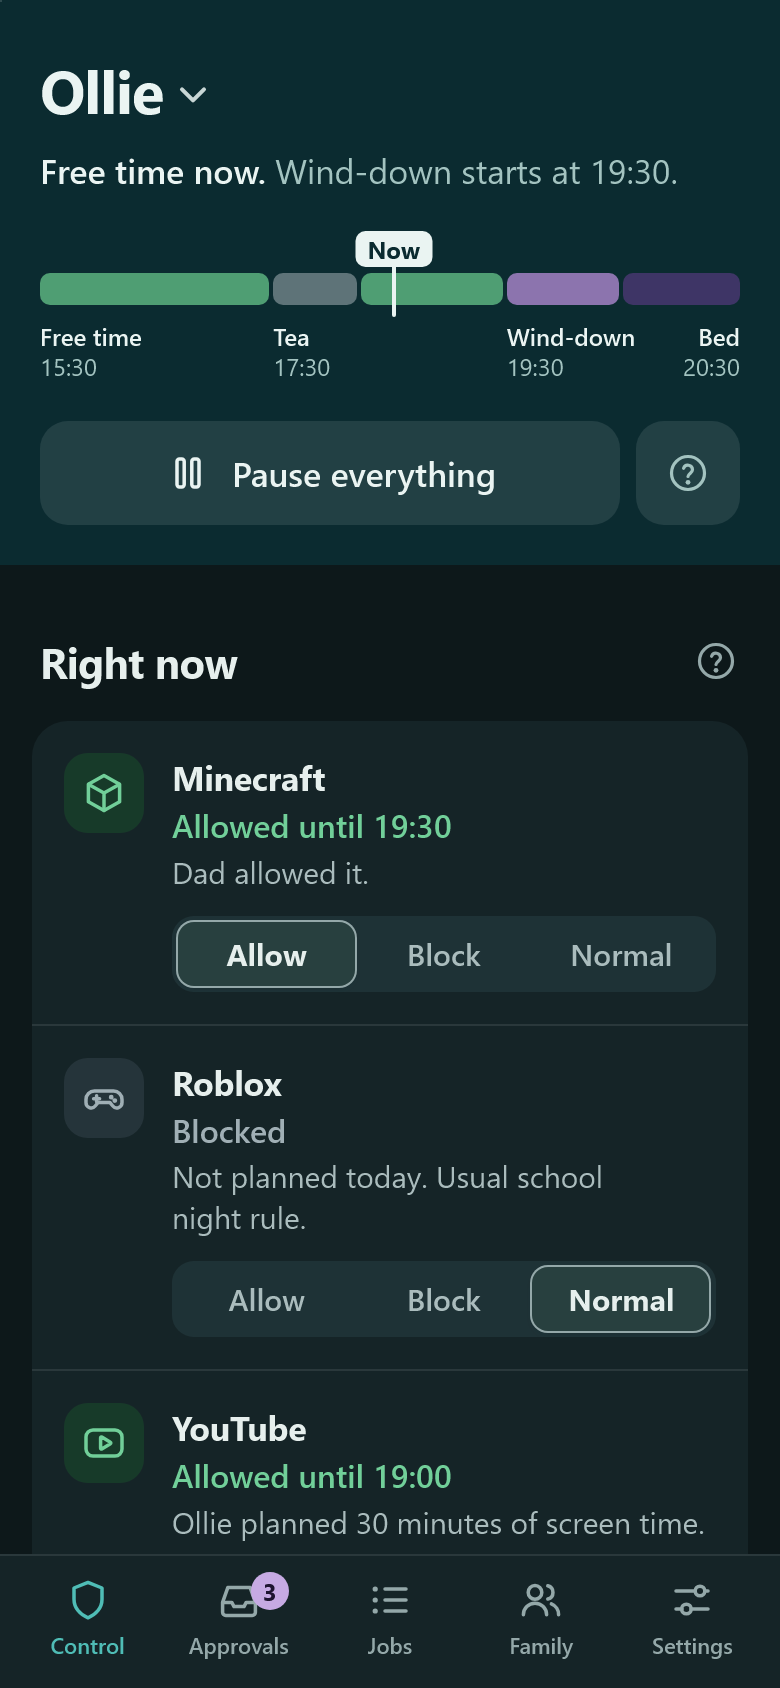 Ollie
Free time now. Wind-down starts at 19:30.
Now
Free time Tea Wind-down Bed
15:30 17:30 19:30 20:30
Pause everything
Right now
Minecraft
Allowed until 19:30
Dad allowed it.
Allow Block Normal
Roblox
Blocked
Not planned today. Usual school
night rule.
Allow Block Normal
YouTube
Allowed until 19:00
Ollie planned 30 minutes of screen time.
3
Control Approvals Jobs Family Settings